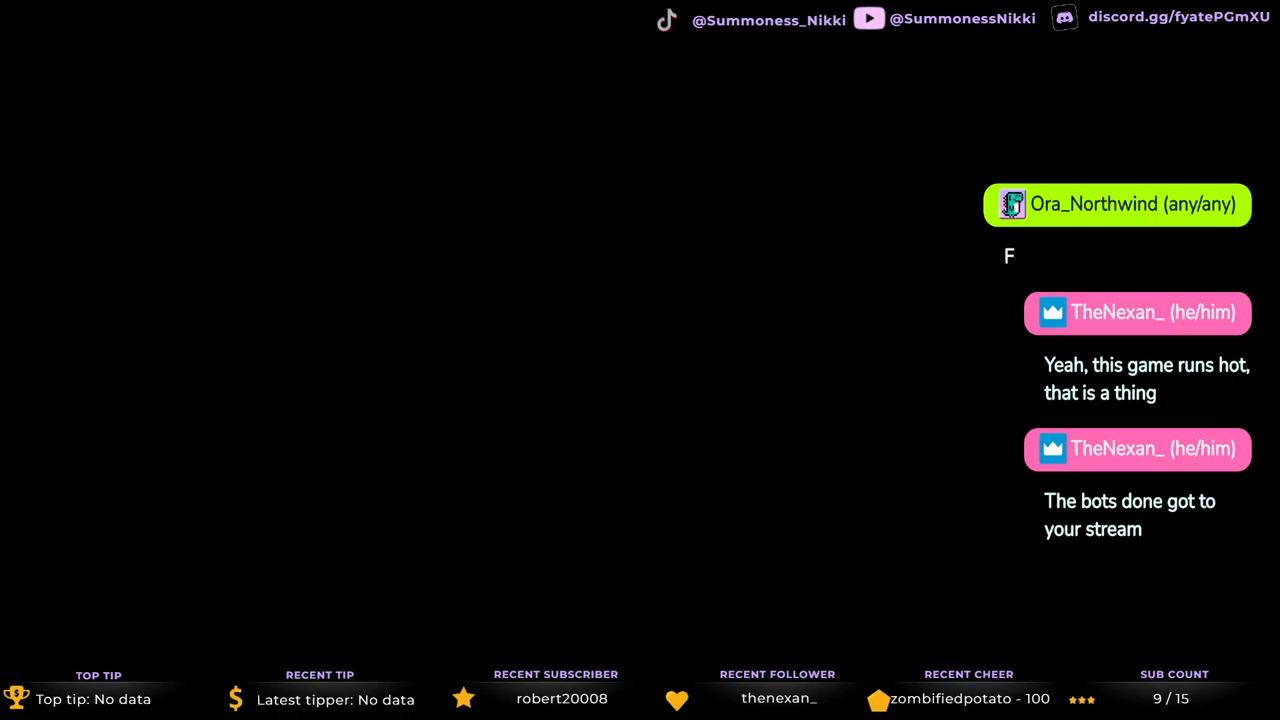 @Summoness_Nikki @SummonessNikki discord.gg/fyatePGmXU
Ora_Northwind (any/any)
F
TheNexan_ (he/him)
Yeah, this game runs hot,
that is a thing
TheNexan_ (he/him)
The bots done got to
your stream
TOP TIP
Top tip: No data
RECENT TIP
Latest tipper: No data
RECENT SUBSCRIBER
robert20008
RECENT FOLLOWER
thenexan_
RECENT CHEER
zombifiedpotato - 100
SUB COUNT
9 / 15